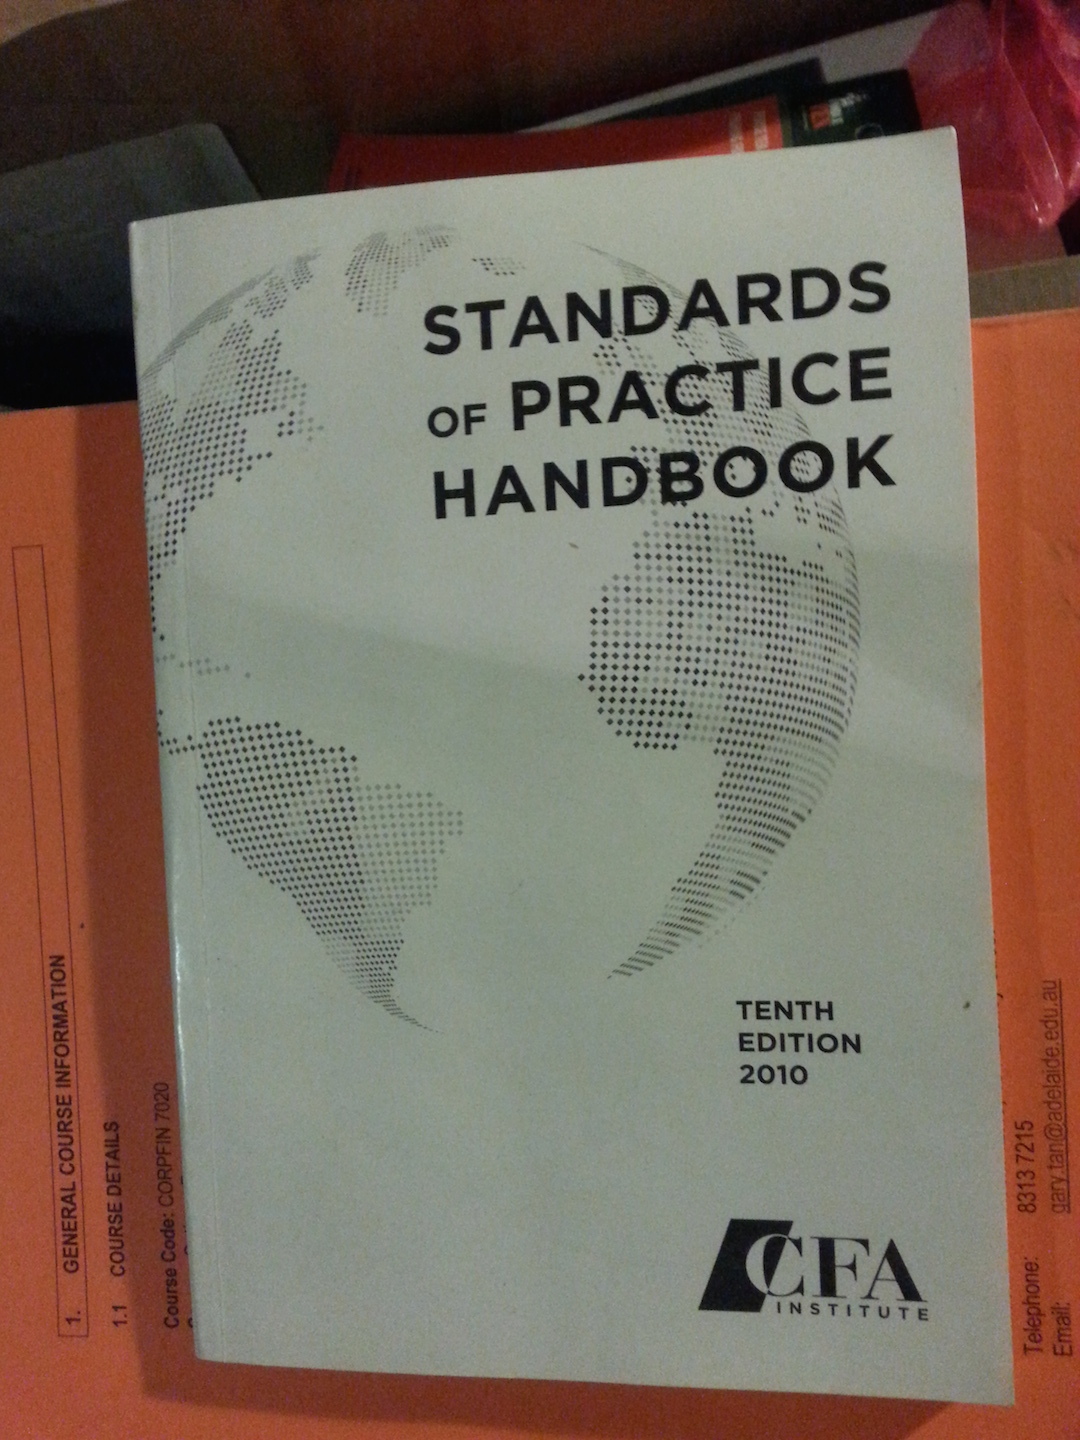 STANDARDS
OF PRACTICE
HANDBOOK
TENTH
EDITION
2010
CFA
INSTITUTE
1. GENERAL COURSE INFORMATION
1.1 COURSE DETAILS
Course Code: CORPFIN 7020
Telephone: 8313 7215
Email: gary.tan@adelaide.edu.au